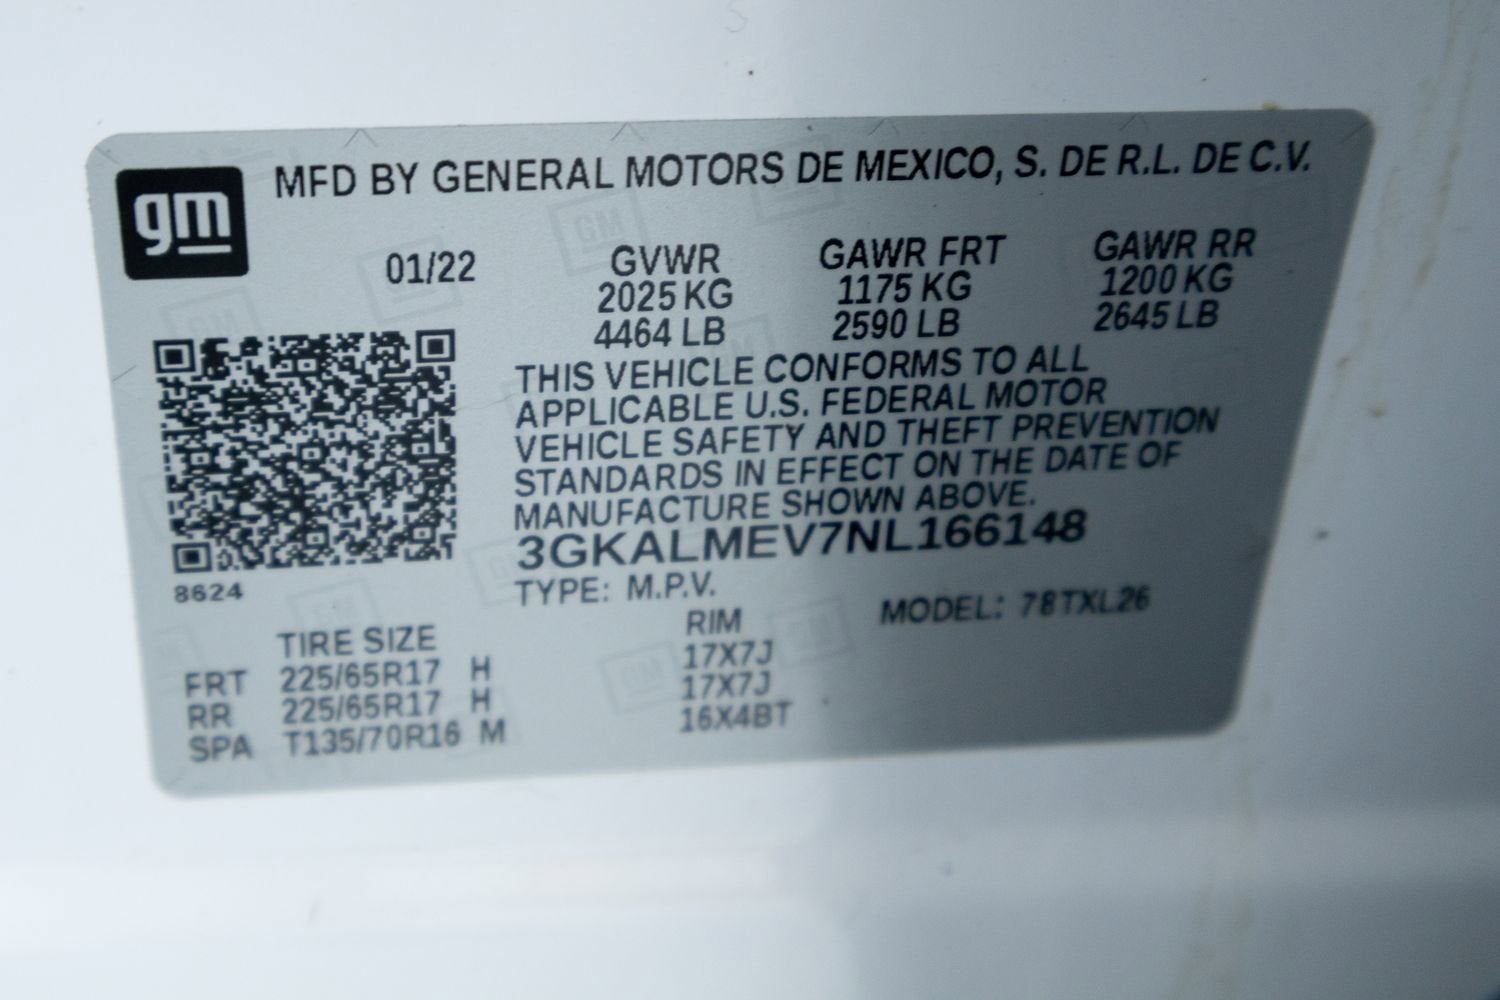 gm
MFD BY GENERAL MOTORS DE MEXICO, S. DE R.L. DE C.V.
01/22 GVWR GAWR FRT GAWR RR
2025 KG 1175 KG 1200 KG
4464 LB 2590 LB 2645 LB
THIS VEHICLE CONFORMS TO ALL
APPLICABLE U.S. FEDERAL MOTOR
VEHICLE SAFETY AND THEFT PREVENTION
STANDARDS IN EFFECT ON THE DATE OF
MANUFACTURE SHOWN ABOVE.
3GKALMEV7NL166148
8624
TYPE: M.P.V. MODEL: 78TXL26
TIRE SIZE RIM
FRT 225/65R17 H 17X7J
RR 225/65R17 H 17X7J
SPA T135/70R16 M 16X4BT